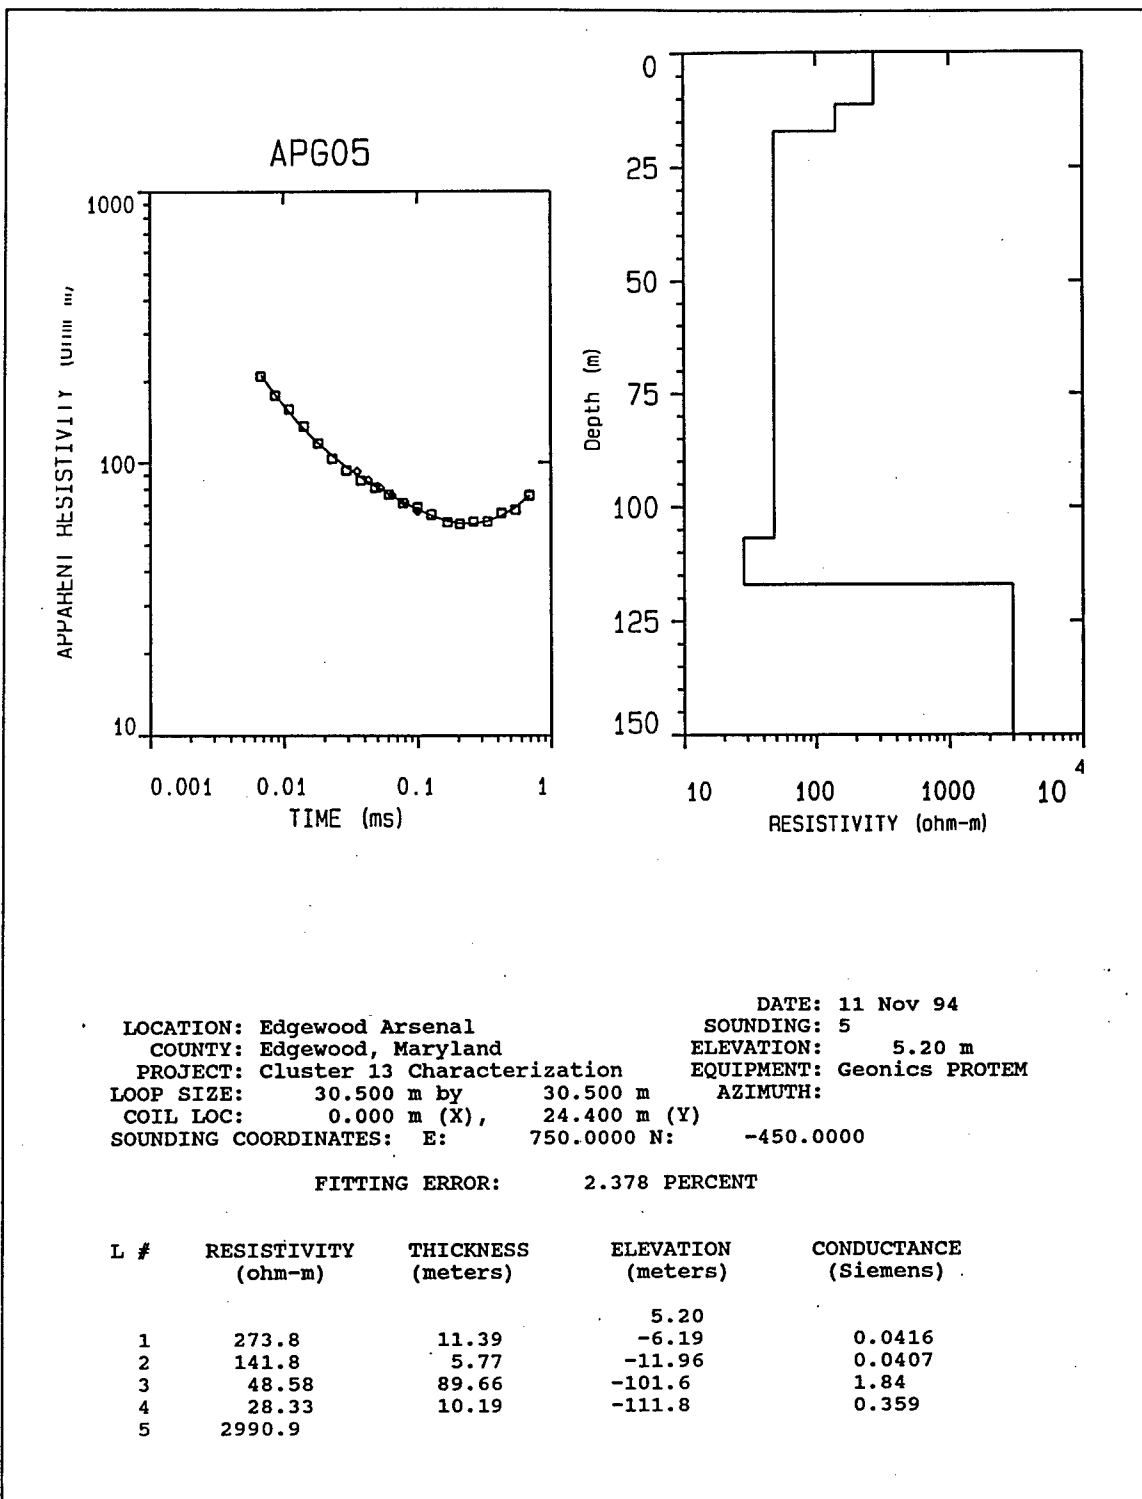 APG05
1000
100
10
APPARENT RESISTIVITY (ohm m)
0.001 0.01 0.1 1
TIME (ms)
0
25
50
75
100
125
150
Depth (m)
10 100 1000 10 4
RESISTIVITY (ohm-m)
DATE: 11 Nov 94
LOCATION: Edgewood Arsenal SOUNDING: 5
COUNTY: Edgewood, Maryland ELEVATION: 5.20 m
PROJECT: Cluster 13 Characterization EQUIPMENT: Geonics PROTEM
LOOP SIZE: 30.500 m by 30.500 m AZIMUTH:
COIL LOC: 0.000 m (X), 24.400 m (Y)
SOUNDING COORDINATES: E: 750.0000 N: -450.0000
FITTING ERROR: 2.378 PERCENT
L # RESISTIVITY THICKNESS ELEVATION CONDUCTANCE
(ohm-m) (meters) (meters) (Siemens)
5.20
1 273.8 11.39 -6.19 0.0416
2 141.8 5.77 -11.96 0.0407
3 48.58 89.66 -101.6 1.84
4 28.33 10.19 -111.8 0.359
5 2990.9